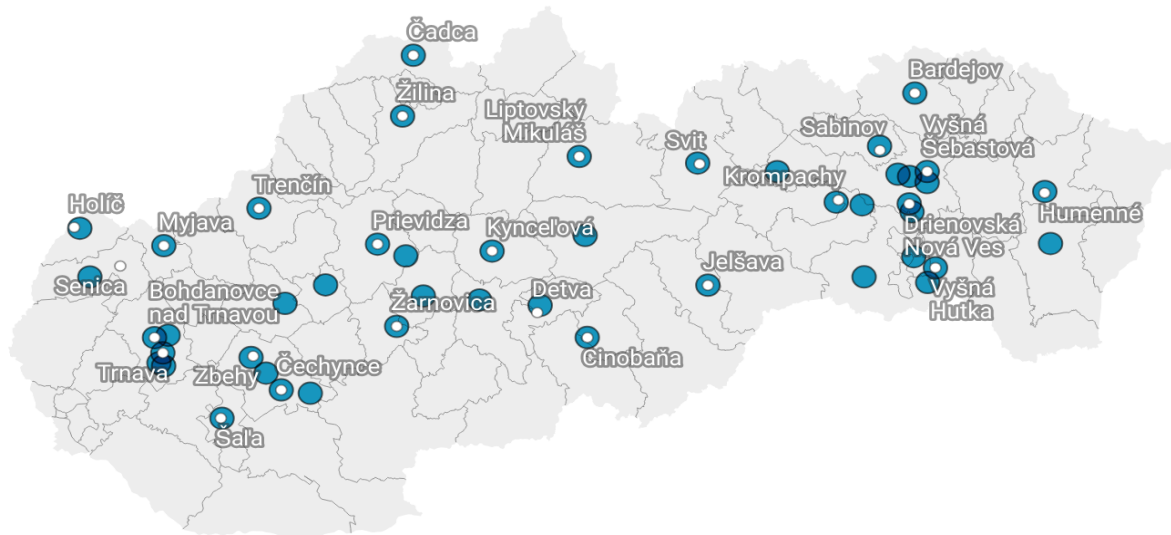 Čadca
Žilina
Bardejov
Liptovský
Mikuláš
Sabinov
Vyšná
Šebastová
Svit
Krompachy
Trenčín
Holíč
Myjava
Prievidza
Kynceľová
Humenné
Drienovská
Nová Ves
Jelšava
Senica
Bohdanovce
nad Trnavou
Žarnovica
Detva
Vyšná
Hutka
Cinobaňa
Trnava
Zbehy
Čechynce
Šaľa